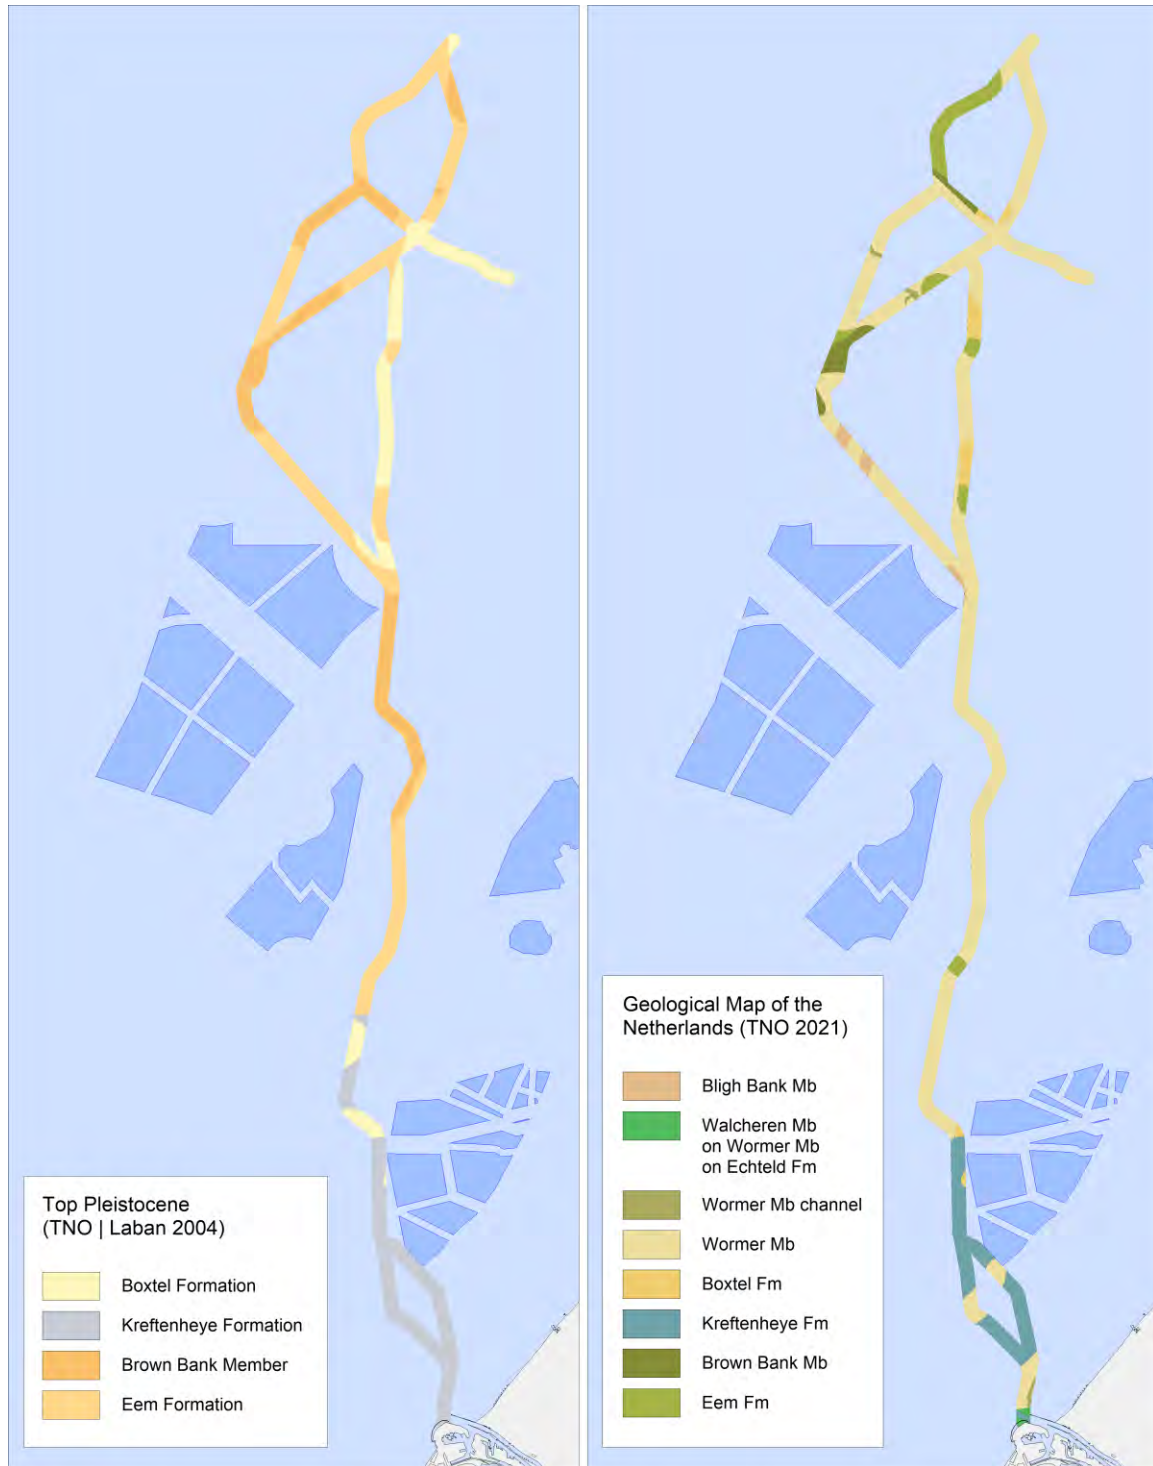 Top Pleistocene
(TNO | Laban 2004)
Boxtel Formation
Kreftenheye Formation
Brown Bank Member
Eem Formation
Geological Map of the
Netherlands (TNO 2021)
Bligh Bank Mb
Walcheren Mb
on Wormer Mb
on Echteld Fm
Wormer Mb channel
Wormer Mb
Boxtel Fm
Kreftenheye Fm
Brown Bank Mb
Eem Fm